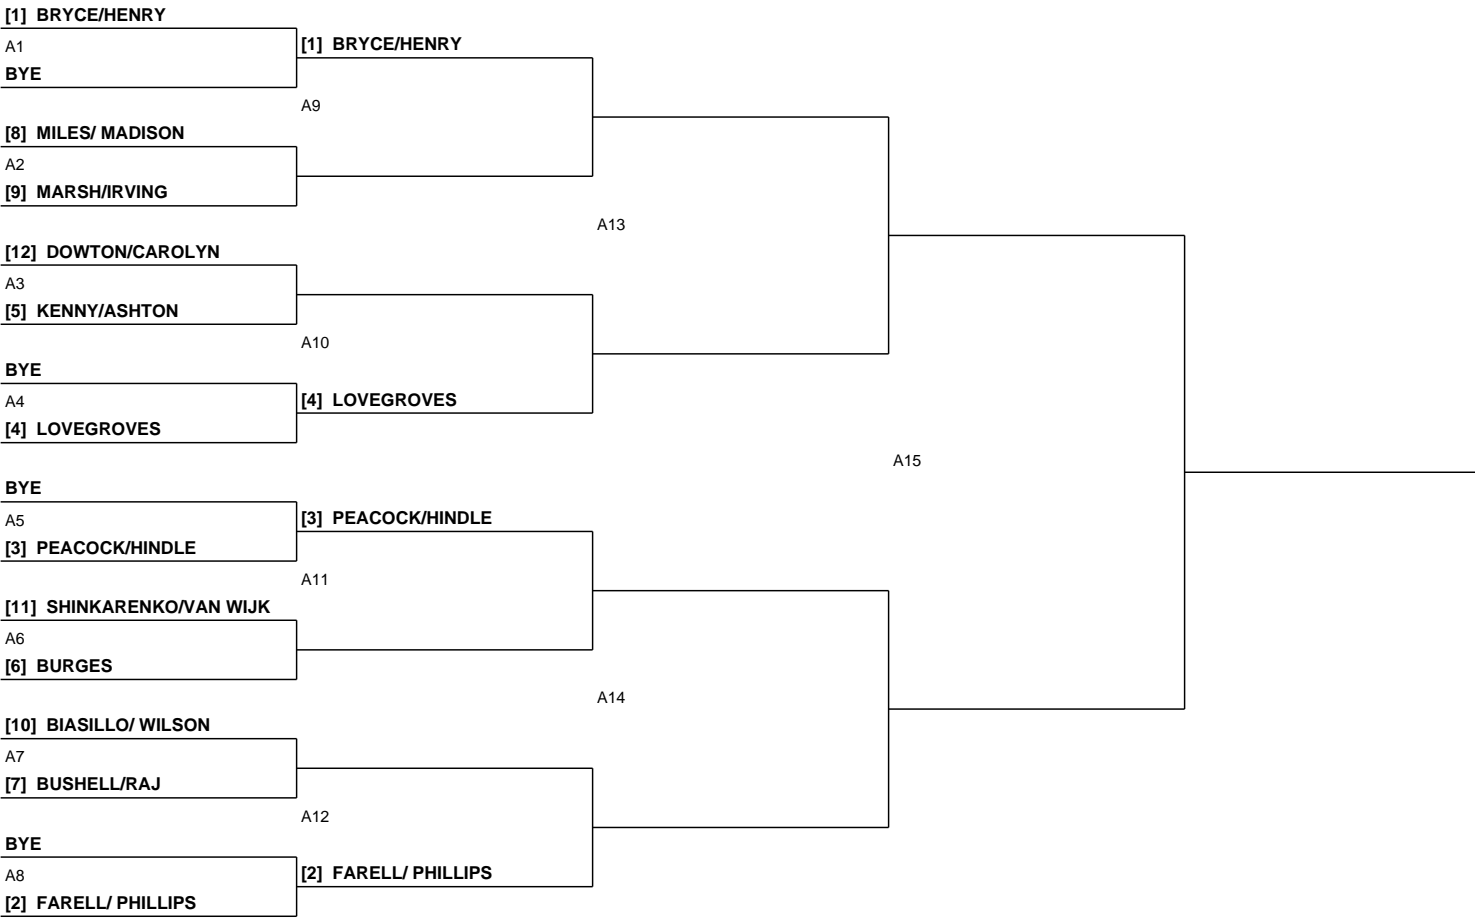 [1] BRYCE/HENRY
A1
[1] BRYCE/HENRY
BYE
A9
[8] MILES/ MADISON
A2
[9] MARSH/IRVING
A13
[12] DOWTON/CAROLYN
A3
[5] KENNY/ASHTON
A10
BYE
A4
[4] LOVEGROVES
[4] LOVEGROVES
A15
BYE
A5
[3] PEACOCK/HINDLE
[3] PEACOCK/HINDLE
A11
[11] SHINKARENKO/VAN WIJK
A6
[6] BURGES
A14
[10] BIASILLO/ WILSON
A7
[7] BUSHELL/RAJ
A12
BYE
A8
[2] FARELL/ PHILLIPS
[2] FARELL/ PHILLIPS